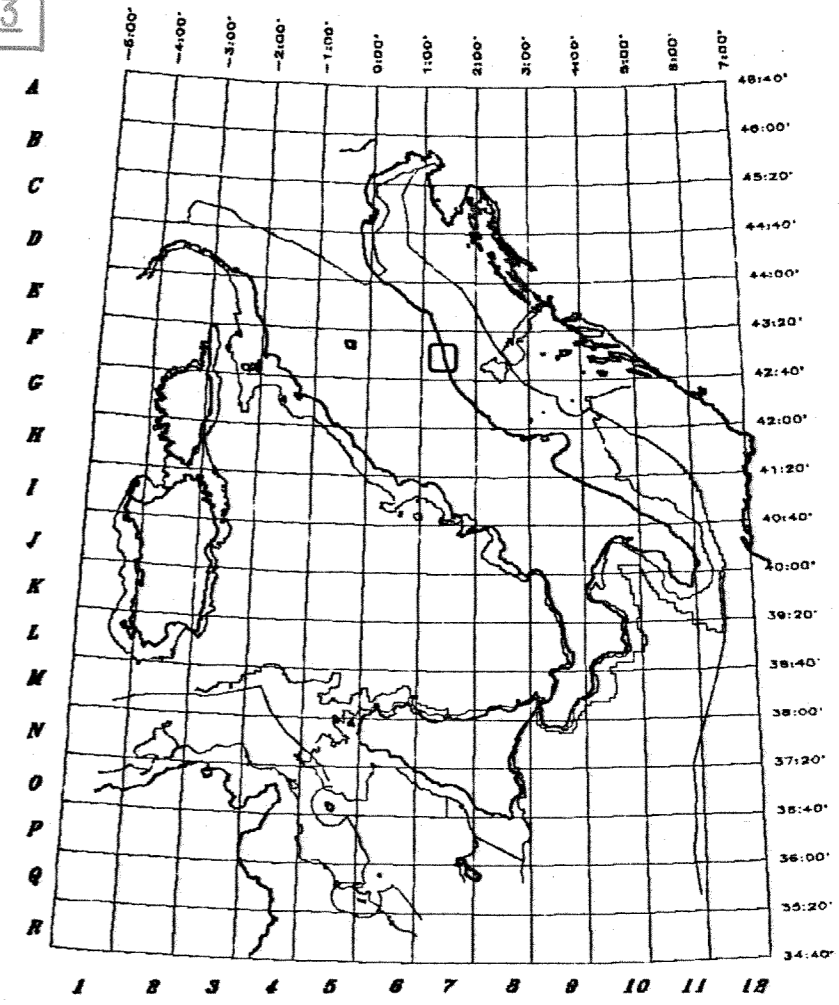 3
-5:00' -4:00' -3:00' -2:00' -1:00' 0:00' 1:00' 2:00' 3:00' 4:00' 5:00' 6:00' 7:00'
A 46:40'
B 46:00'
C 45:20'
D 44:40'
E 44:00'
F 43:20'
G 42:40'
H 42:00'
I 41:20'
J 40:40'
K 40:00'
L 39:20'
M 38:40'
N 38:00'
O 37:20'
P 36:40'
Q 36:00'
R 35:20'
34:40'
1 2 3 4 5 6 7 8 9 10 11 12